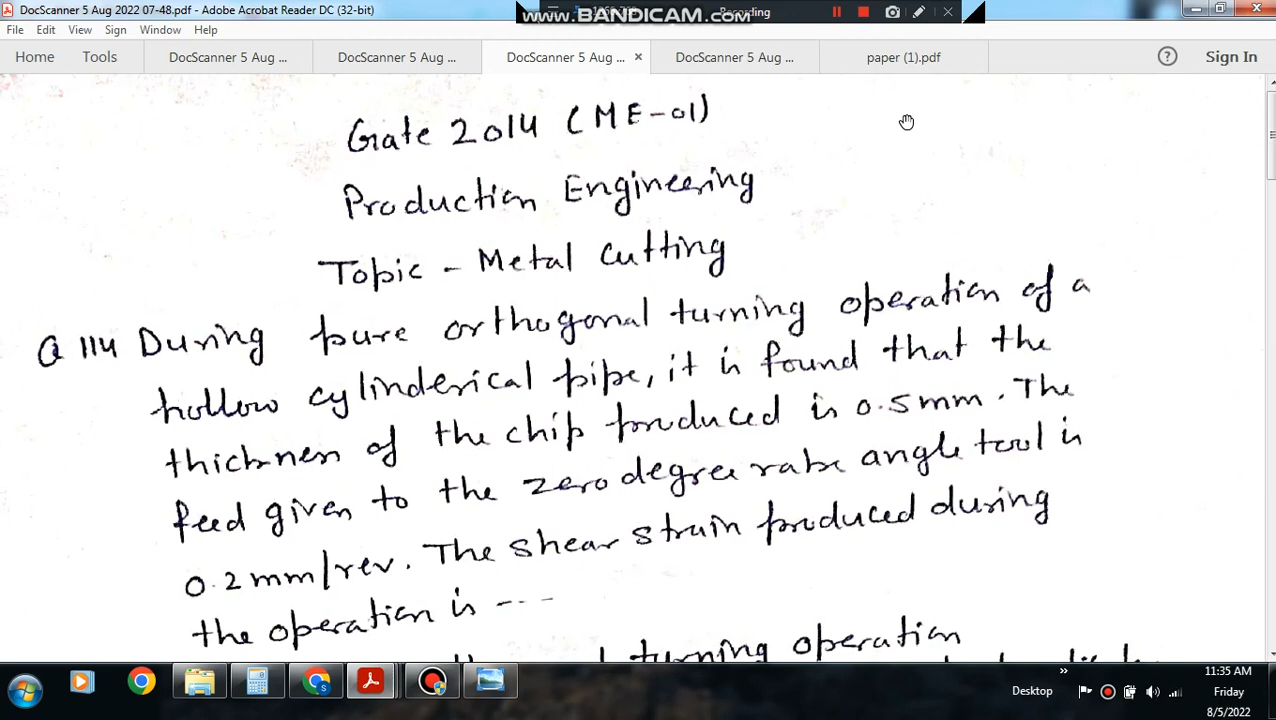 DocScanner 5 Aug 2022 07-48.pdf - Adobe Acrobat Reader DC (32-bit)
www.BANDICAM.com
Recording
File Edit View Sign Window Help
Home Tools DocScanner 5 Aug ... DocScanner 5 Aug ... DocScanner 5 Aug ... × DocScanner 5 Aug ... paper (1).pdf ? Sign In
Gate 2014 (ME-01)
Production Engineering
Topic - Metal Cutting
Q 114 During pure orthogonal turning operation of a
hollow cylinderical pipe, it is found that the
thickness of the chip produced is 0.5mm. The
feed given to the zero degree rake angle tool is
0.2mm/rev. The shear strain produced during
the operation is ---
turning operation
11:35 AM
Desktop » Friday
8/5/2022